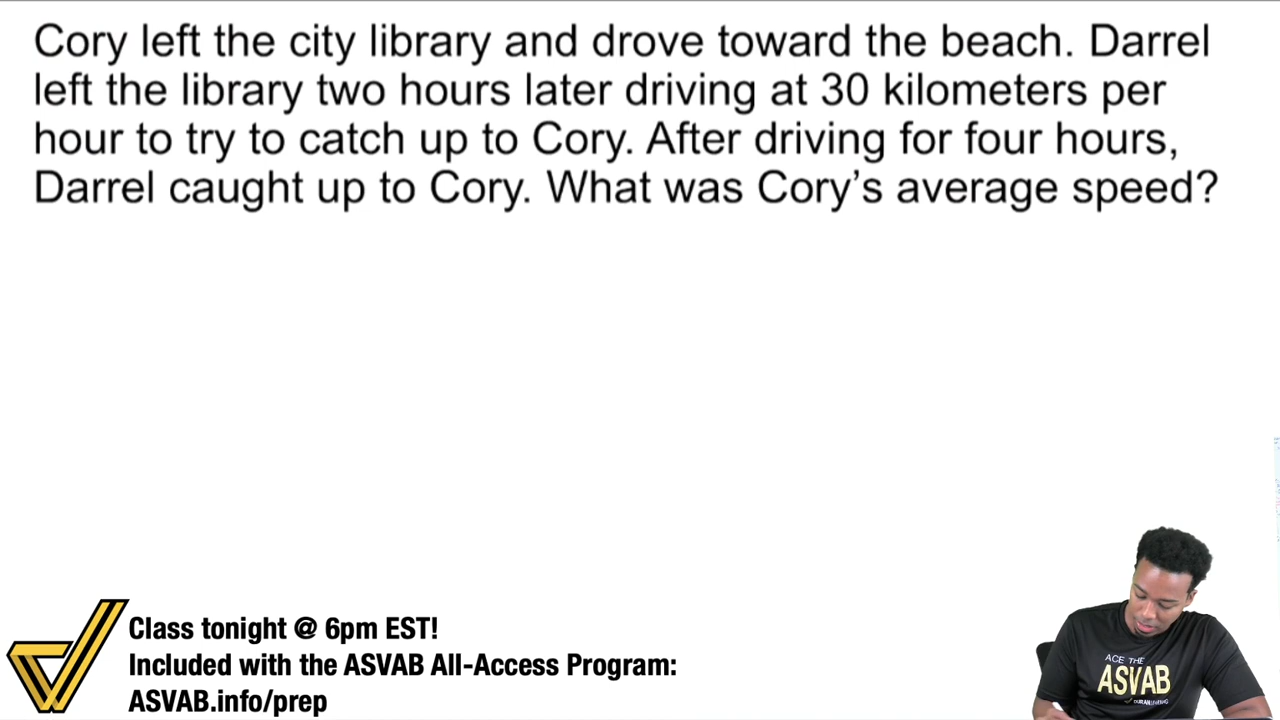 Cory left the city library and drove toward the beach. Darrel
left the library two hours later driving at 30 kilometers per
hour to try to catch up to Cory. After driving for four hours,
Darrel caught up to Cory. What was Cory’s average speed?
Class tonight @ 6pm EST!
Included with the ASVAB All-Access Program:
ASVAB.info/prep
ACE THE
ASVAB